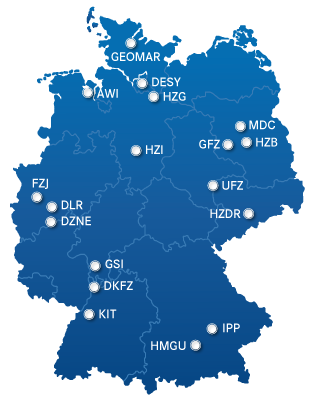 GEOMAR
DESY
AWI
HZG
MDC
GFZ
HZB
HZI
FZJ
UFZ
DLR
HZDR
DZNE
GSI
DKFZ
KIT
IPP
HMGU